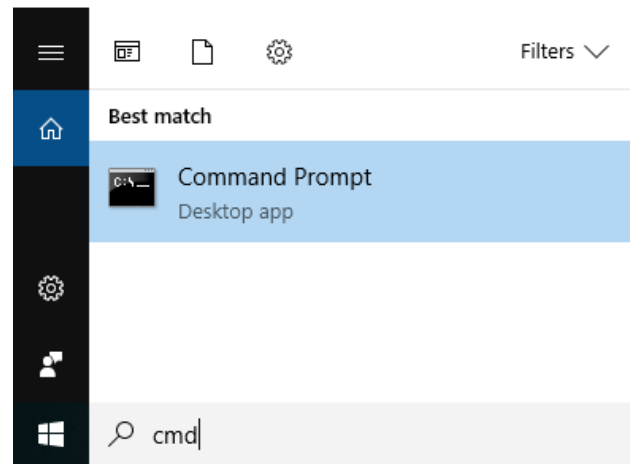 Filters
Best match
C:\_
Command Prompt
Desktop app
cmd